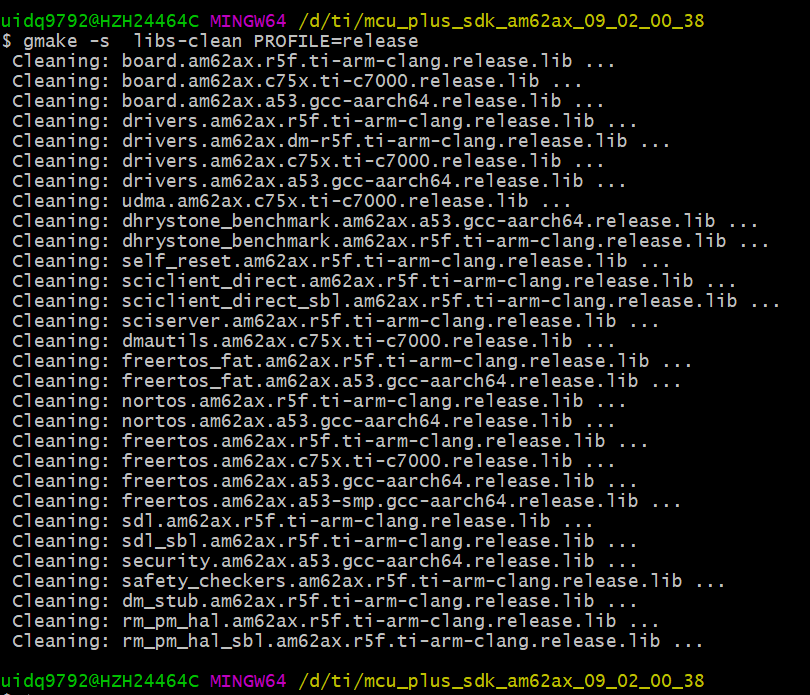 uidq9792@HZH24464C MINGW64 /d/ti/mcu_plus_sdk_am62ax_09_02_00_38
$ gmake -s  libs-clean PROFILE=release
 Cleaning: board.am62ax.r5f.ti-arm-clang.release.lib ...
 Cleaning: board.am62ax.c75x.ti-c7000.release.lib ...
 Cleaning: board.am62ax.a53.gcc-aarch64.release.lib ...
 Cleaning: drivers.am62ax.r5f.ti-arm-clang.release.lib ...
 Cleaning: drivers.am62ax.dm-r5f.ti-arm-clang.release.lib ...
 Cleaning: drivers.am62ax.c75x.ti-c7000.release.lib ...
 Cleaning: drivers.am62ax.a53.gcc-aarch64.release.lib ...
 Cleaning: udma.am62ax.c75x.ti-c7000.release.lib ...
 Cleaning: dhrystone_benchmark.am62ax.a53.gcc-aarch64.release.lib ...
 Cleaning: dhrystone_benchmark.am62ax.r5f.ti-arm-clang.release.lib ...
 Cleaning: self_reset.am62ax.r5f.ti-arm-clang.release.lib ...
 Cleaning: sciclient_direct.am62ax.r5f.ti-arm-clang.release.lib ...
 Cleaning: sciclient_direct_sbl.am62ax.r5f.ti-arm-clang.release.lib ...
 Cleaning: sciserver.am62ax.r5f.ti-arm-clang.release.lib ...
 Cleaning: dmautils.am62ax.c75x.ti-c7000.release.lib ...
 Cleaning: freertos_fat.am62ax.r5f.ti-arm-clang.release.lib ...
 Cleaning: freertos_fat.am62ax.a53.gcc-aarch64.release.lib ...
 Cleaning: nortos.am62ax.r5f.ti-arm-clang.release.lib ...
 Cleaning: nortos.am62ax.a53.gcc-aarch64.release.lib ...
 Cleaning: freertos.am62ax.r5f.ti-arm-clang.release.lib ...
 Cleaning: freertos.am62ax.c75x.ti-c7000.release.lib ...
 Cleaning: freertos.am62ax.a53.gcc-aarch64.release.lib ...
 Cleaning: freertos.am62ax.a53-smp.gcc-aarch64.release.lib ...
 Cleaning: sdl.am62ax.r5f.ti-arm-clang.release.lib ...
 Cleaning: sdl_sbl.am62ax.r5f.ti-arm-clang.release.lib ...
 Cleaning: security.am62ax.a53.gcc-aarch64.release.lib ...
 Cleaning: safety_checkers.am62ax.r5f.ti-arm-clang.release.lib ...
 Cleaning: dm_stub.am62ax.r5f.ti-arm-clang.release.lib ...
 Cleaning: rm_pm_hal.am62ax.r5f.ti-arm-clang.release.lib ...
 Cleaning: rm_pm_hal_sbl.am62ax.r5f.ti-arm-clang.release.lib ...
uidq9792@HZH24464C MINGW64 /d/ti/mcu_plus_sdk_am62ax_09_02_00_38